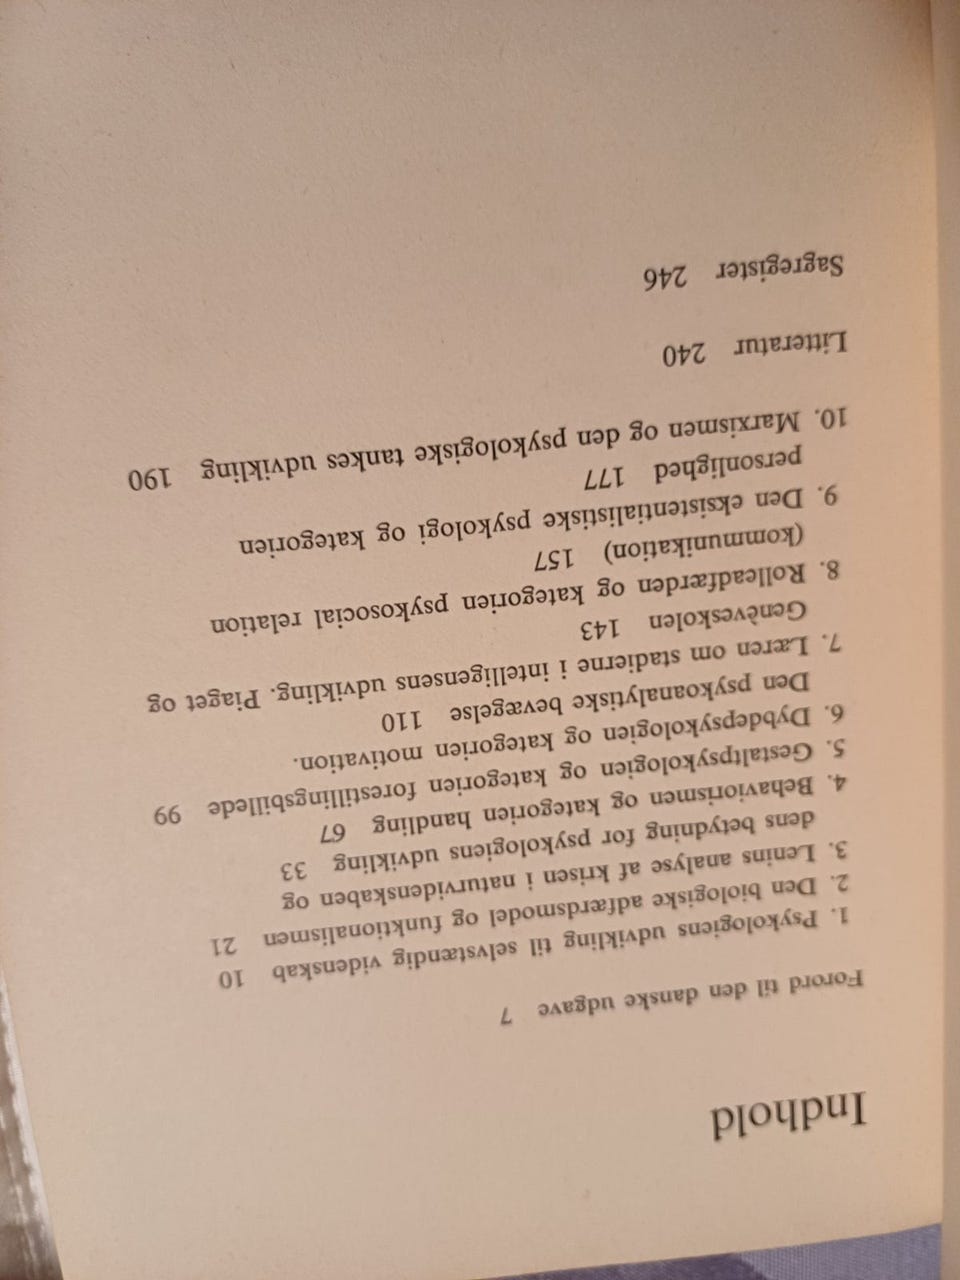 Indhold
Forord til den danske udgave 7
1. Psykologiens udvikling til selvstændig videnskab 10
2. Den biologiske adfærdsmodel og funktionalismen 21
3. Lenins analyse af krisen i naturvidenskaben og
dens betydning for psykologiens udvikling 33
4. Behaviorismen og kategorien handling 67
5. Gestaltpsykologien og kategorien forestillingsbillede 99
6. Dybdepsykologien og kategorien motivation.
Den psykoanalytiske bevægelse 110
7. Læren om stadierne i intelligensens udvikling. Piaget og
Genèveskolen 143
8. Rolleadfærden og kategorien psykosocial relation
(kommunikation) 157
9. Den eksistentialistiske psykologi og kategorien
personlighed 177
10. Marxismen og den psykologiske tankes udvikling 190
Litteratur 240
Sagregister 246